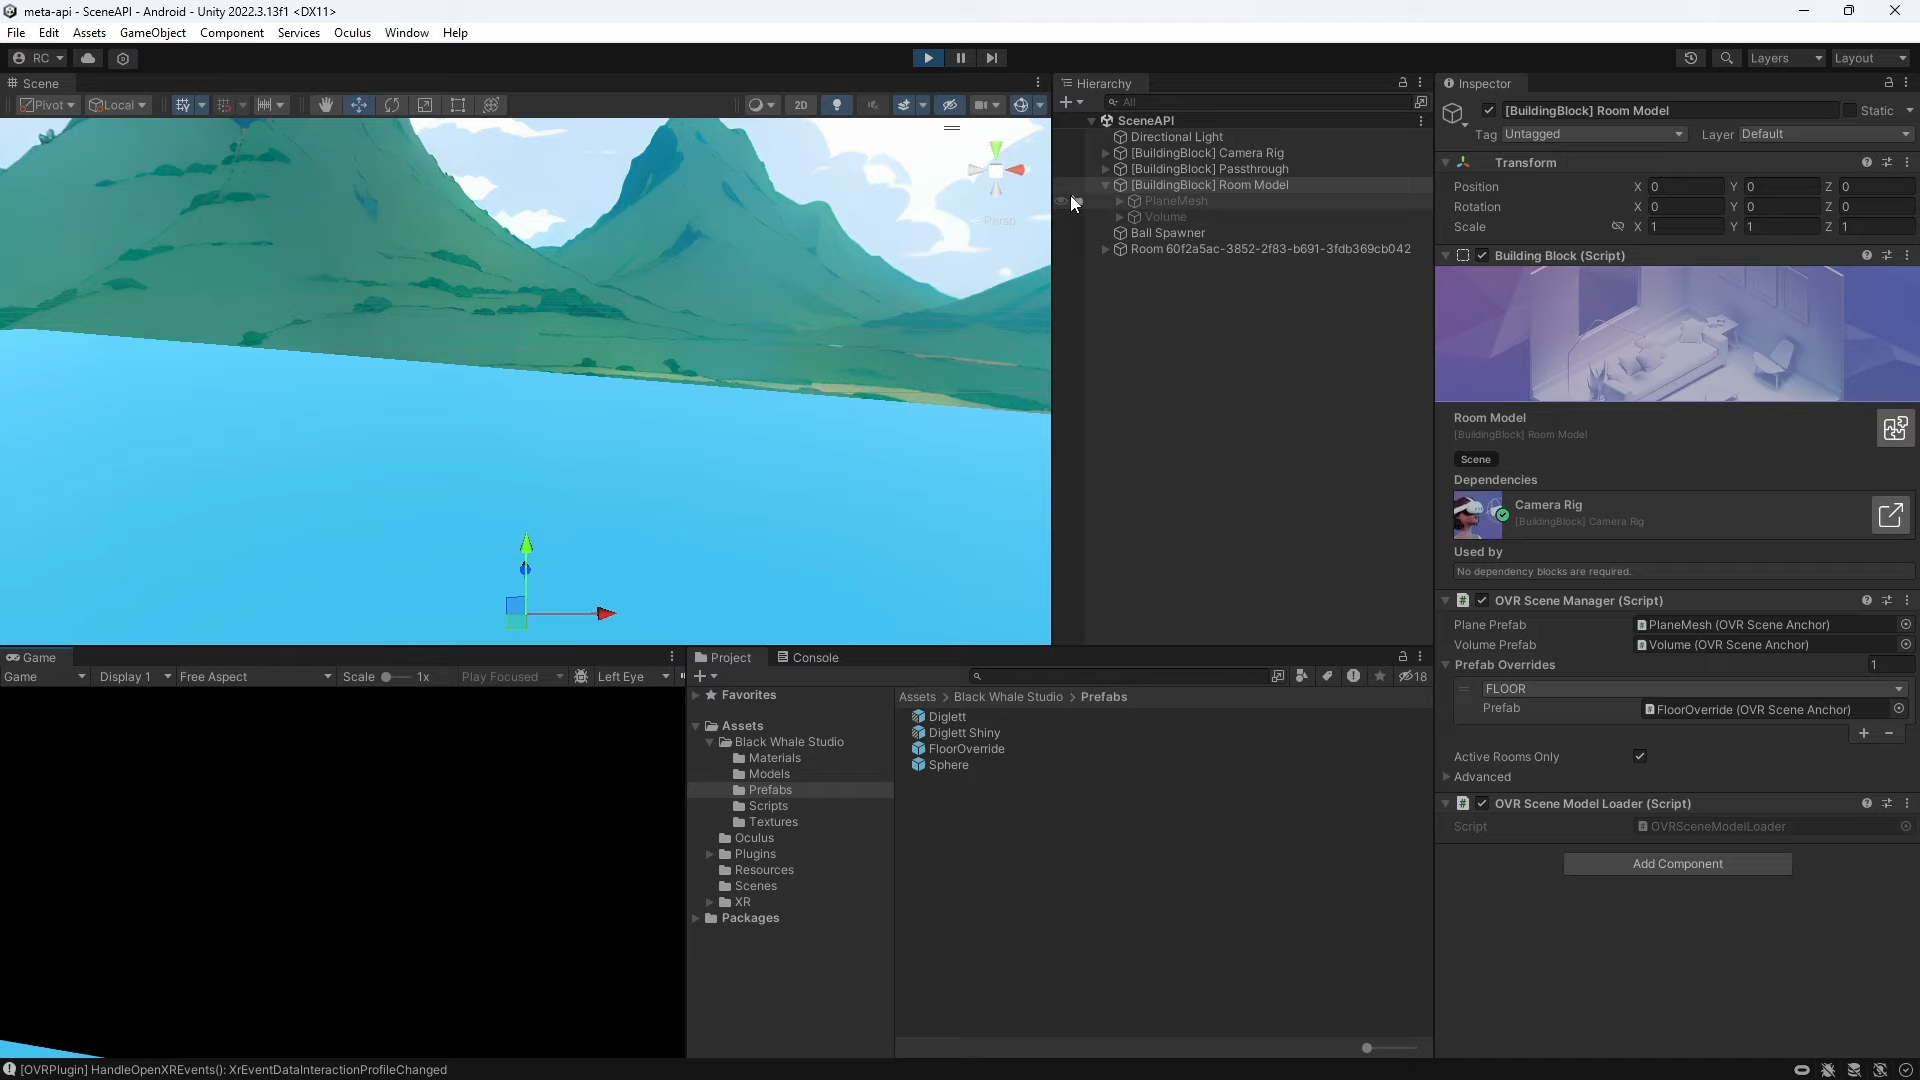 meta-api - SceneAPI - Android - Unity 2022.3.13f1 <DX11>
File Edit Assets GameObject Component Services Oculus Window Help
RC Layers Layout
Scene
Pivot Local 2D
Persp
Game
Game Display 1 Free Aspect Scale 1x Play Focused Left Eye
Hierarchy
All
SceneAPI
Directional Light
[BuildingBlock] Camera Rig
[BuildingBlock] Passthrough
[BuildingBlock] Room Model
PlaneMesh
Volume
Ball Spawner
Room 60f2a5ac-3852-2f83-b691-3fdb369cb042
Project Console
18
Favorites
Assets
Black Whale Studio
Materials
Models
Prefabs
Scripts
Textures
Oculus
Plugins
Resources
Scenes
XR
Packages
Assets > Black Whale Studio > Prefabs
Diglett
Diglett Shiny
FloorOverride
Sphere
Inspector
[BuildingBlock] Room Model Static
Tag Untagged Layer Default
Transform
Position X 0 Y 0 Z 0
Rotation X 0 Y 0 Z 0
Scale X 1 Y 1 Z 1
Building Block (Script)
Room Model
[BuildingBlock] Room Model
Scene
Dependencies
Camera Rig
[BuildingBlock] Camera Rig
Used by
No dependency blocks are required.
OVR Scene Manager (Script)
Plane Prefab PlaneMesh (OVR Scene Anchor)
Volume Prefab Volume (OVR Scene Anchor)
Prefab Overrides 1
FLOOR
Prefab FloorOverride (OVR Scene Anchor)
Active Rooms Only
Advanced
OVR Scene Model Loader (Script)
Script OVRSceneModelLoader
Add Component
[OVRPlugin] HandleOpenXREvents(): XrEventDataInteractionProfileChanged